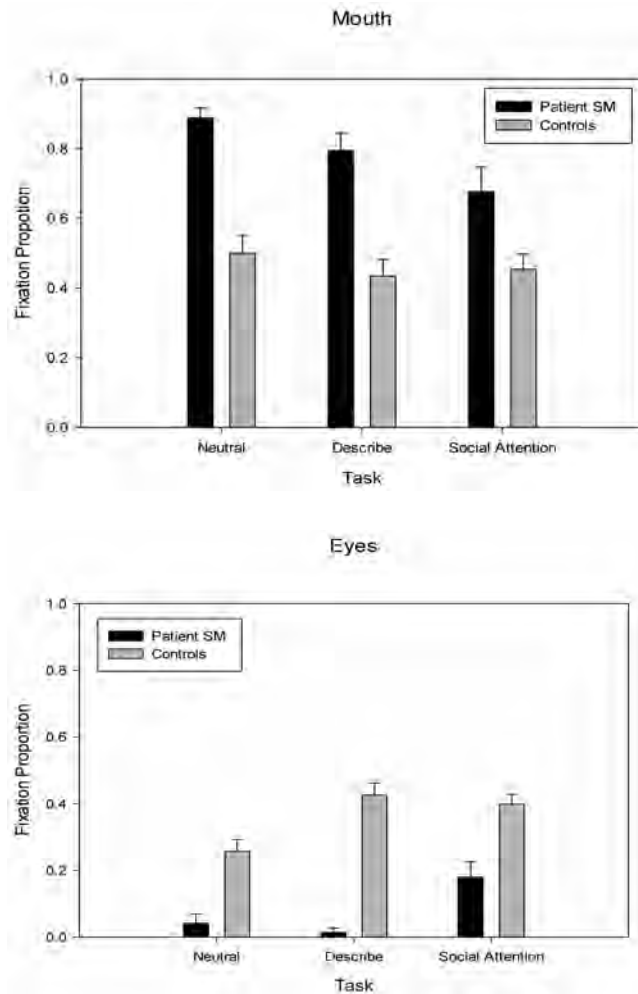 Mouth
1.0
0.8
0.6
0.4
0.2
0.0
Fixation Propotion
Patient SM
Controls
Neutral Describe Social Attention
Task
Eyes
1.0
0.8
0.6
0.4
0.2
0.0
Fixation Proportion
Patient SM
Controls
Neutral Describe Social Attention
Task